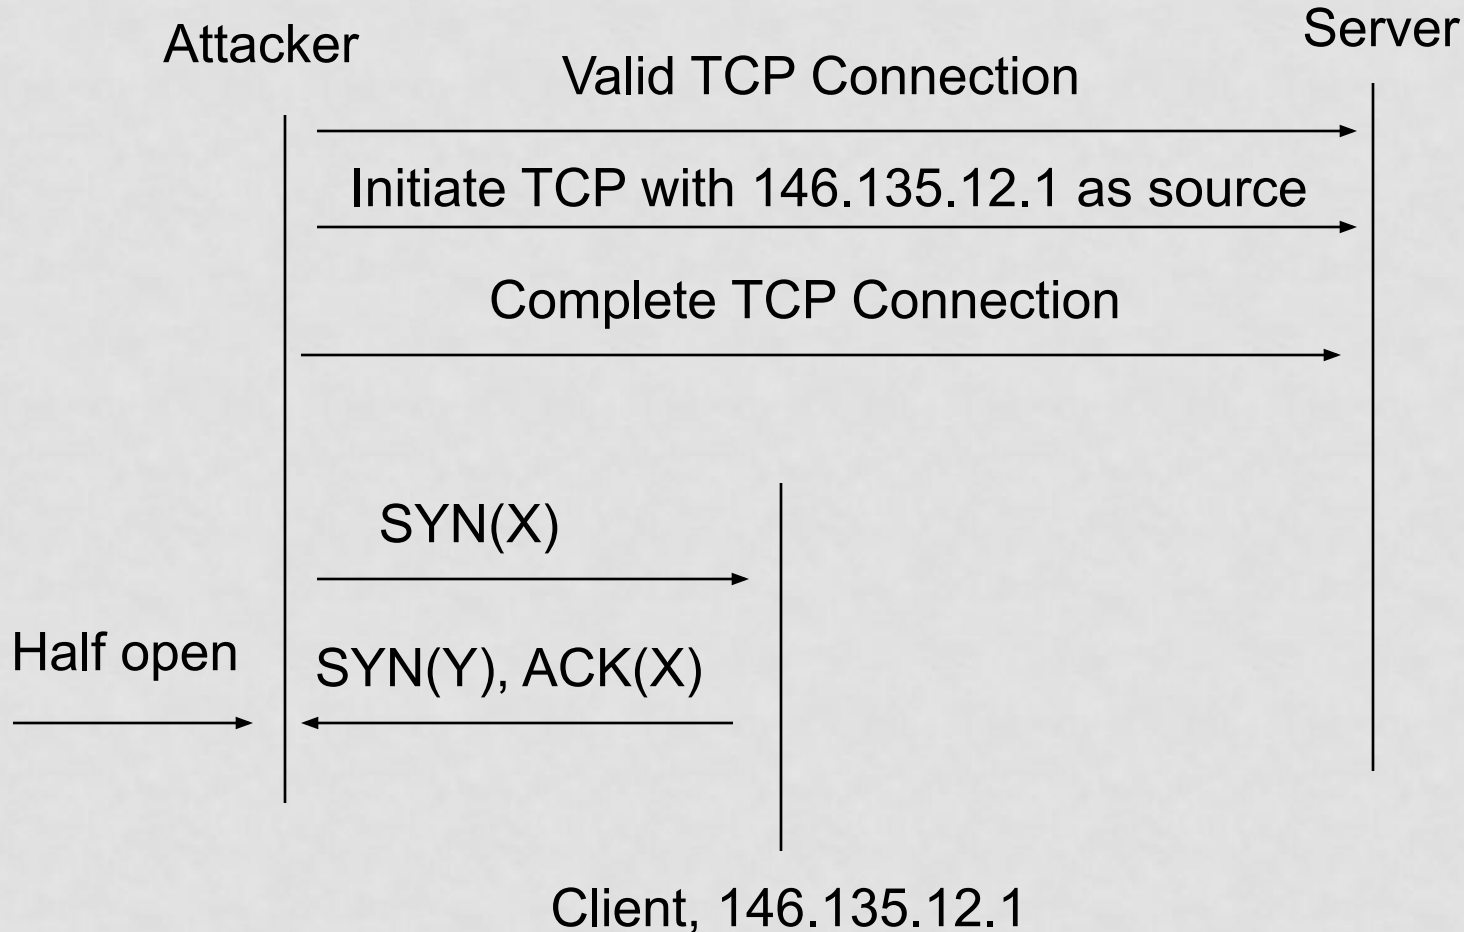 Attacker
Server
Valid TCP Connection
Initiate TCP with 146.135.12.1 as source
Complete TCP Connection
SYN(X)
Half open
SYN(Y), ACK(X)
Client, 146.135.12.1